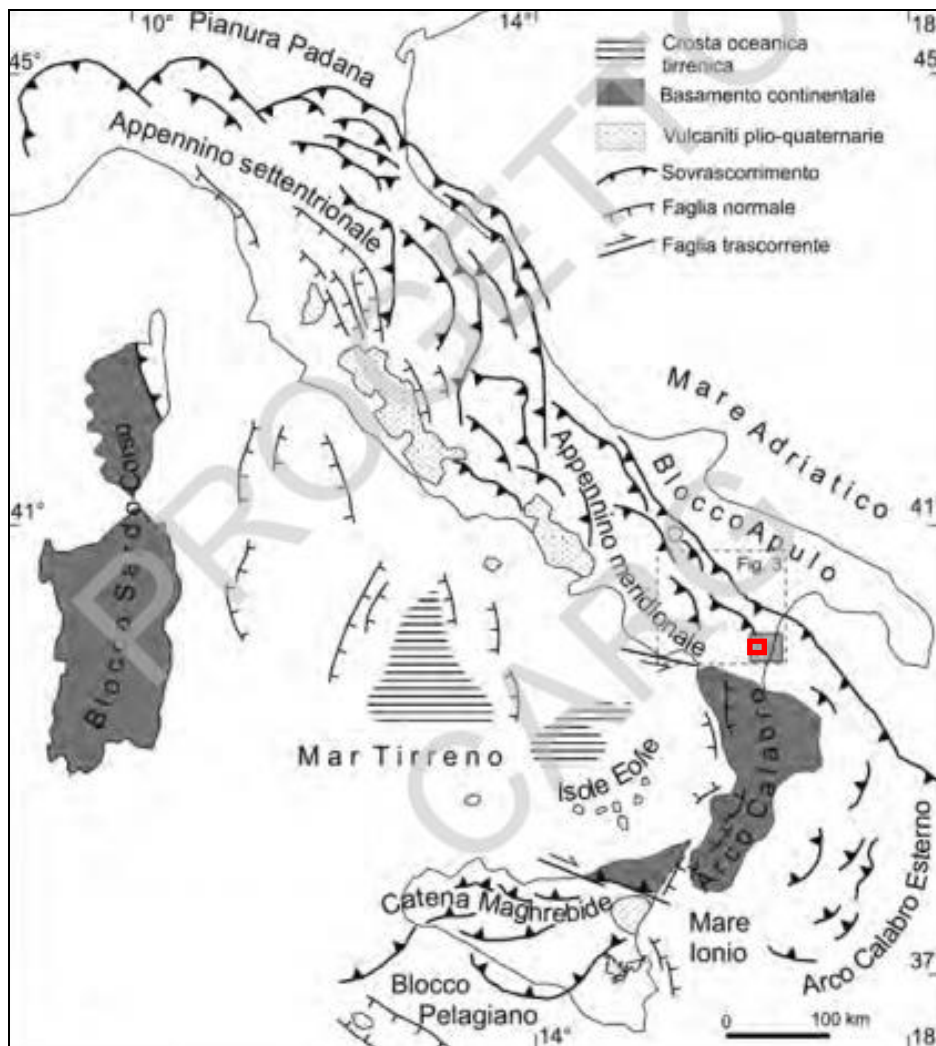 10°
14°
18
45°
45
Pianura Padana
Crosta oceanica
tirrenica
Basamento continentale
Vulcaniti plio-quaternarie
Sovrascorrimento
Faglia normale
Faglia trascorrente
Appennino settentrionale
PROGETTO
CARG
Mare Adriatico
Blocco Apulo
Appennino meridionale
Fig. 3
41°
41
Blocco Sardo Corso
Mar Tirreno
Isole Eolie
Arco Calabro
Arco Calabro Esterno
Catena Maghrebide
Mare
Ionio
37
Blocco
Pelagiano
14°
0
100 km
18